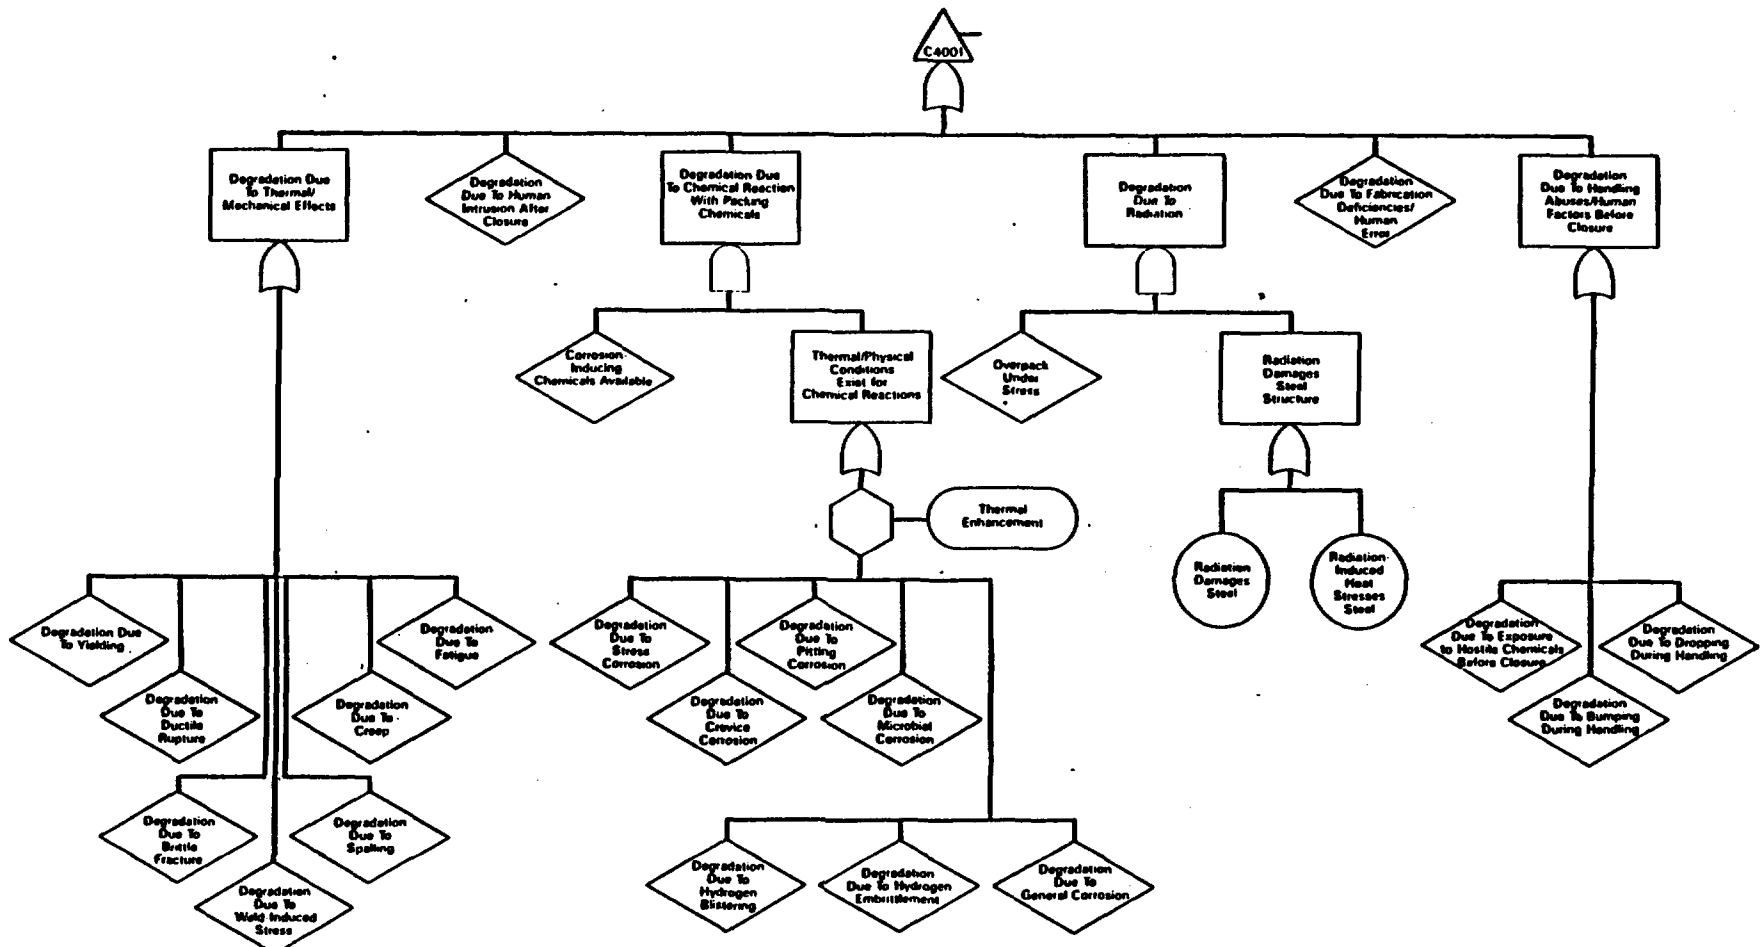 C4001
Degradation Due
To Thermal/
Mechanical Effects
Degradation
Due To Human
Intrusion After
Closure
Degradation Due
To Chemical Reaction
With Packing
Chemicals
Degradation
Due To
Radiation
Degradation
Due To Fabrication
Deficiencies/
Human
Error
Degradation
Due To Handling
Abuses/Human
Factors Before
Closure
Corrosion-
Inducing
Chemicals Available
Thermal/Physical
Conditions
Exist for
Chemical Reactions
Overpack
Under
Stress
Radiation
Damages
Steel
Structure
Thermal
Enhancement
Radiation
Damages
Steel
Radiation-
Induced
Heat
Stresses
Steel
Degradation Due
To Yielding
Degradation
Due To
Ductile
Rupture
Degradation
Due To
Creep
Degradation
Due To
Fatigue
Degradation
Due To
Brittle
Fracture
Degradation
Due To
Spalling
Degradation
Due To
Weld-Induced
Stress
Degradation
Due To
Stress
Corrosion
Degradation
Due To
Crevice
Corrosion
Degradation
Due To
Pitting
Corrosion
Degradation
Due To
Microbial
Corrosion
Degradation
Due To
Hydrogen
Blistering
Degradation
Due To Hydrogen
Embrittlement
Degradation
Due To
General Corrosion
Degradation
Due To Exposure
to Hostile Chemicals
Before Closure
Degradation
Due To Bumping
During Handling
Degradation
Due To Dropping
During Handling